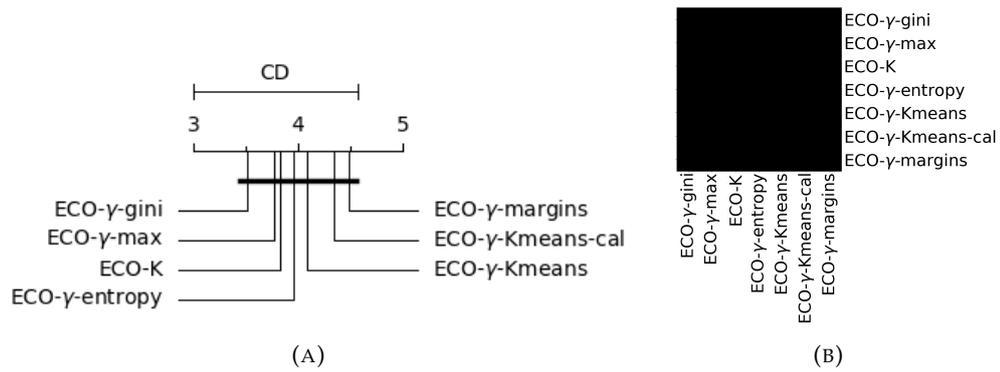 CD
3 4 5
ECO-γ-gini
ECO-γ-max
ECO-K
ECO-γ-entropy
ECO-γ-margins
ECO-γ-Kmeans-cal
ECO-γ-Kmeans
(A)
ECO-γ-gini
ECO-γ-max
ECO-K
ECO-γ-entropy
ECO-γ-Kmeans
ECO-γ-Kmeans-cal
ECO-γ-margins
ECO-γ-gini
ECO-γ-max
ECO-K
ECO-γ-entropy
ECO-γ-Kmeans
ECO-γ-Kmeans-cal
ECO-γ-margins
(B)